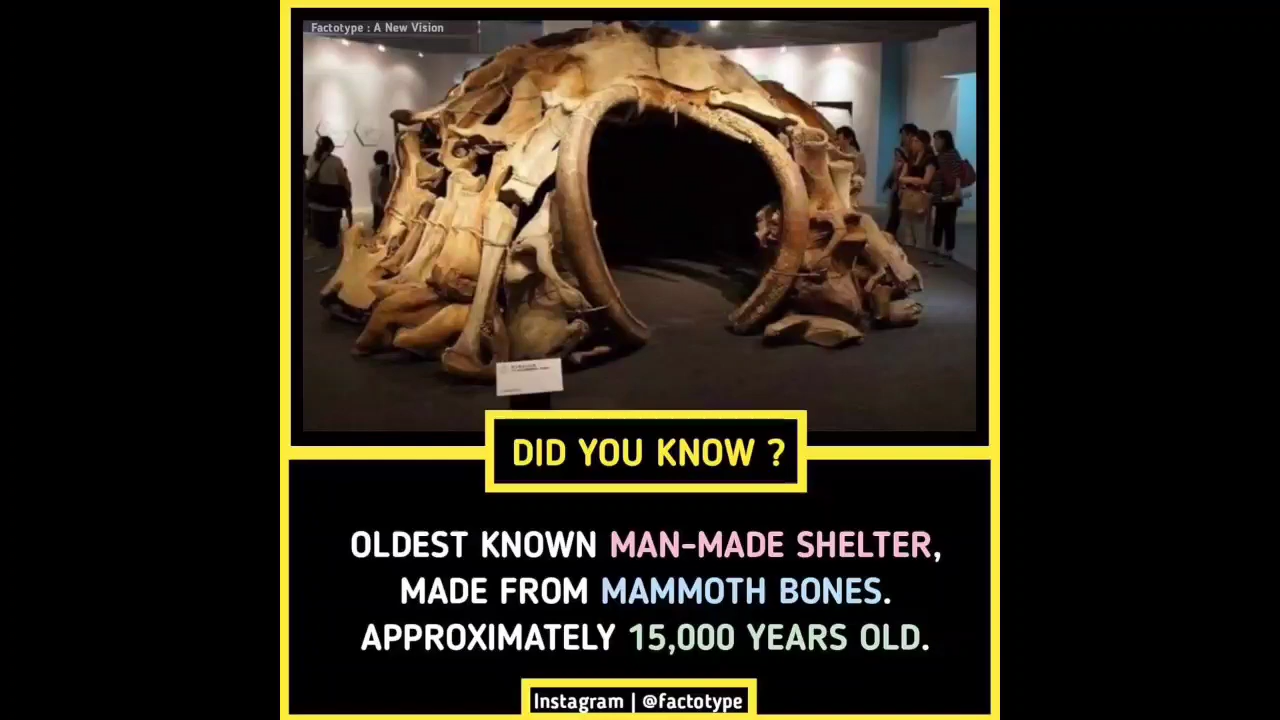 Factotype : A New Vision
DID YOU KNOW ?
OLDEST KNOWN MAN-MADE SHELTER,
MADE FROM MAMMOTH BONES.
APPROXIMATELY 15,000 YEARS OLD.
Instagram | @factotype